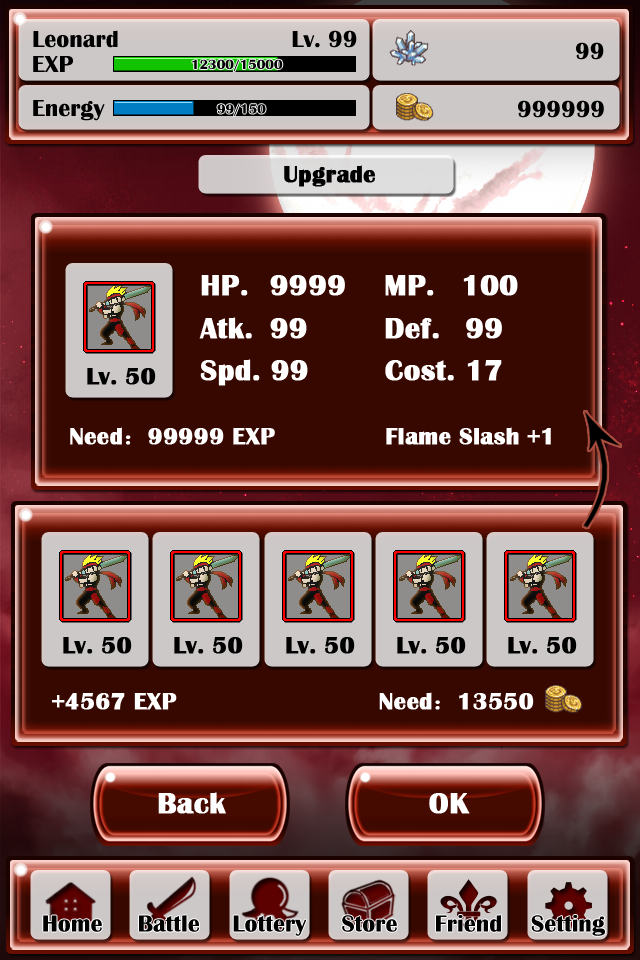 Leonard Lv. 99
EXP 12300/15000
99
Energy 99/150
999999
Upgrade
HP. 9999 MP. 100
Atk. 99 Def. 99
Spd. 99 Cost. 17
Lv. 50
Need: 99999 EXP Flame Slash +1
Lv. 50 Lv. 50 Lv. 50 Lv. 50 Lv. 50
+4567 EXP Need: 13550
Back OK
Home Battle Lottery Store Friend Setting